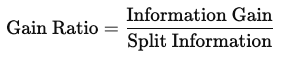 Gain Ratio = Information Gain / Split Information